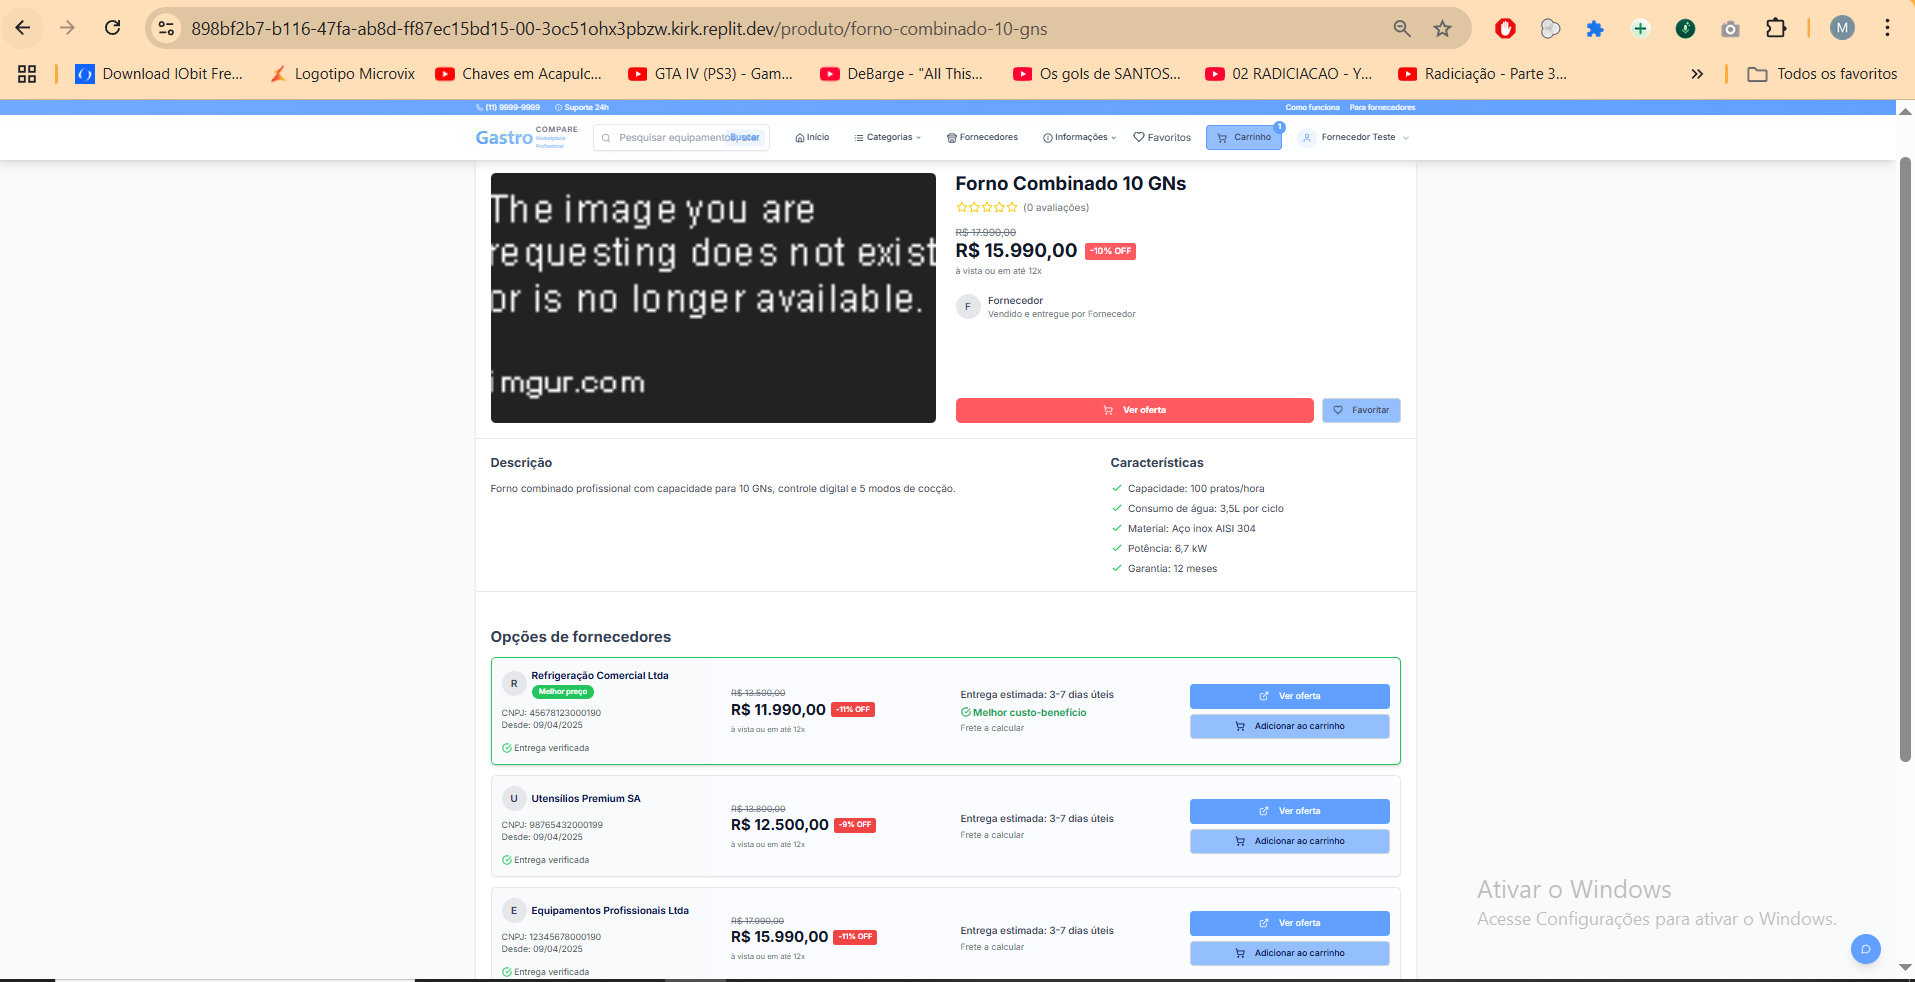 898bf2b7-b116-47fa-ab8d-ff87ec15bd15-00-3oc51ohx3pbzw.kirk.replit.dev/produto/forno-combinado-10-gns
M
Download IObit Fre...
Logotipo Microvix
Chaves em Acapulc...
GTA IV (PS3) - Gam...
DeBarge - "All This...
Os gols de SANTOS...
02 RADICIACAO - Y...
Radiciação - Parte 3...
Todos os favoritos
(11) 9999-9999
Suporte 24h
Como funciona
Para fornecedores
Gastro COMPARE
Marketplace
Profissional
Pesquisar equipamento
Buscar
Início
Categorias
Fornecedores
Informações
Favoritos
Carrinho
1
Fornecedor Teste
The image you are
requesting does not exist
or is no longer available.
imgur.com
Forno Combinado 10 GNs
(0 avaliações)
R$ 17.990,00
R$ 15.990,00 -10% OFF
à vista ou em até 12x
F
Fornecedor
Vendido e entregue por Fornecedor
Ver oferta
Favoritar
Descrição
Forno combinado profissional com capacidade para 10 GNs, controle digital e 5 modos de cocção.
Características
Capacidade: 100 pratos/hora
Consumo de água: 3,5L por ciclo
Material: Aço inox AISI 304
Potência: 6,7 kW
Garantia: 12 meses
Opções de fornecedores
R
Refrigeração Comercial Ltda
Melhor preço
CNPJ: 45678123000190
Desde: 09/04/2025
Entrega verificada
R$ 13.500,00
R$ 11.990,00 -11% OFF
à vista ou em até 12x
Entrega estimada: 3-7 dias úteis
Melhor custo-benefício
Frete a calcular
Ver oferta
Adicionar ao carrinho
U
Utensílios Premium SA
CNPJ: 98765432000199
Desde: 09/04/2025
Entrega verificada
R$ 13.800,00
R$ 12.500,00 -9% OFF
à vista ou em até 12x
Entrega estimada: 3-7 dias úteis
Frete a calcular
Ver oferta
Adicionar ao carrinho
E
Equipamentos Profissionais Ltda
CNPJ: 12345678000190
Desde: 09/04/2025
Entrega verificada
R$ 17.990,00
R$ 15.990,00 -11% OFF
à vista ou em até 12x
Entrega estimada: 3-7 dias úteis
Frete a calcular
Ver oferta
Adicionar ao carrinho
Ativar o Windows
Acesse Configurações para ativar o Windows.